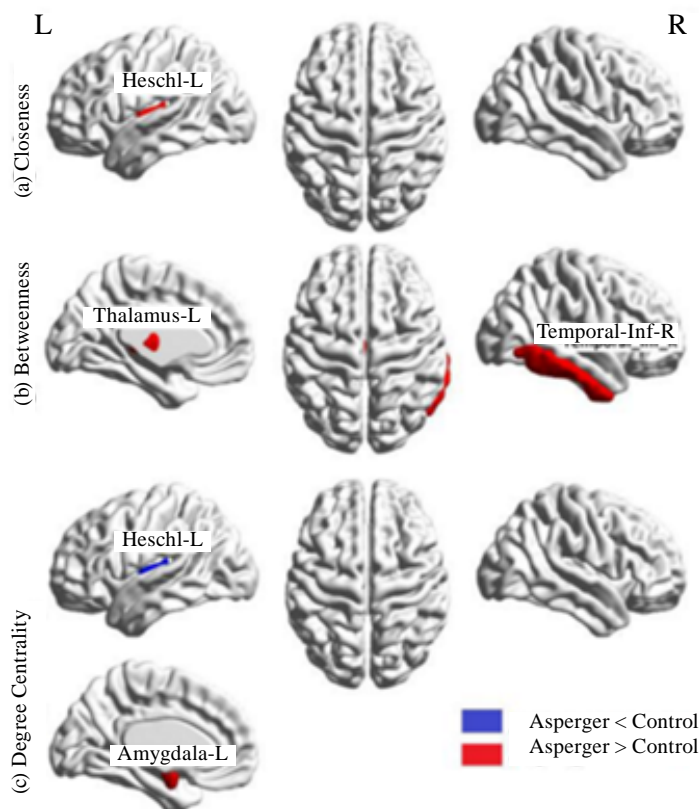 L
R
Heschl-L
(a) Closeness
Thalamus-L
Temporal-Inf-R
(b) Betweenness
Heschl-L
Amygdala-L
(c) Degree Centrality
Asperger < Control
Asperger > Control